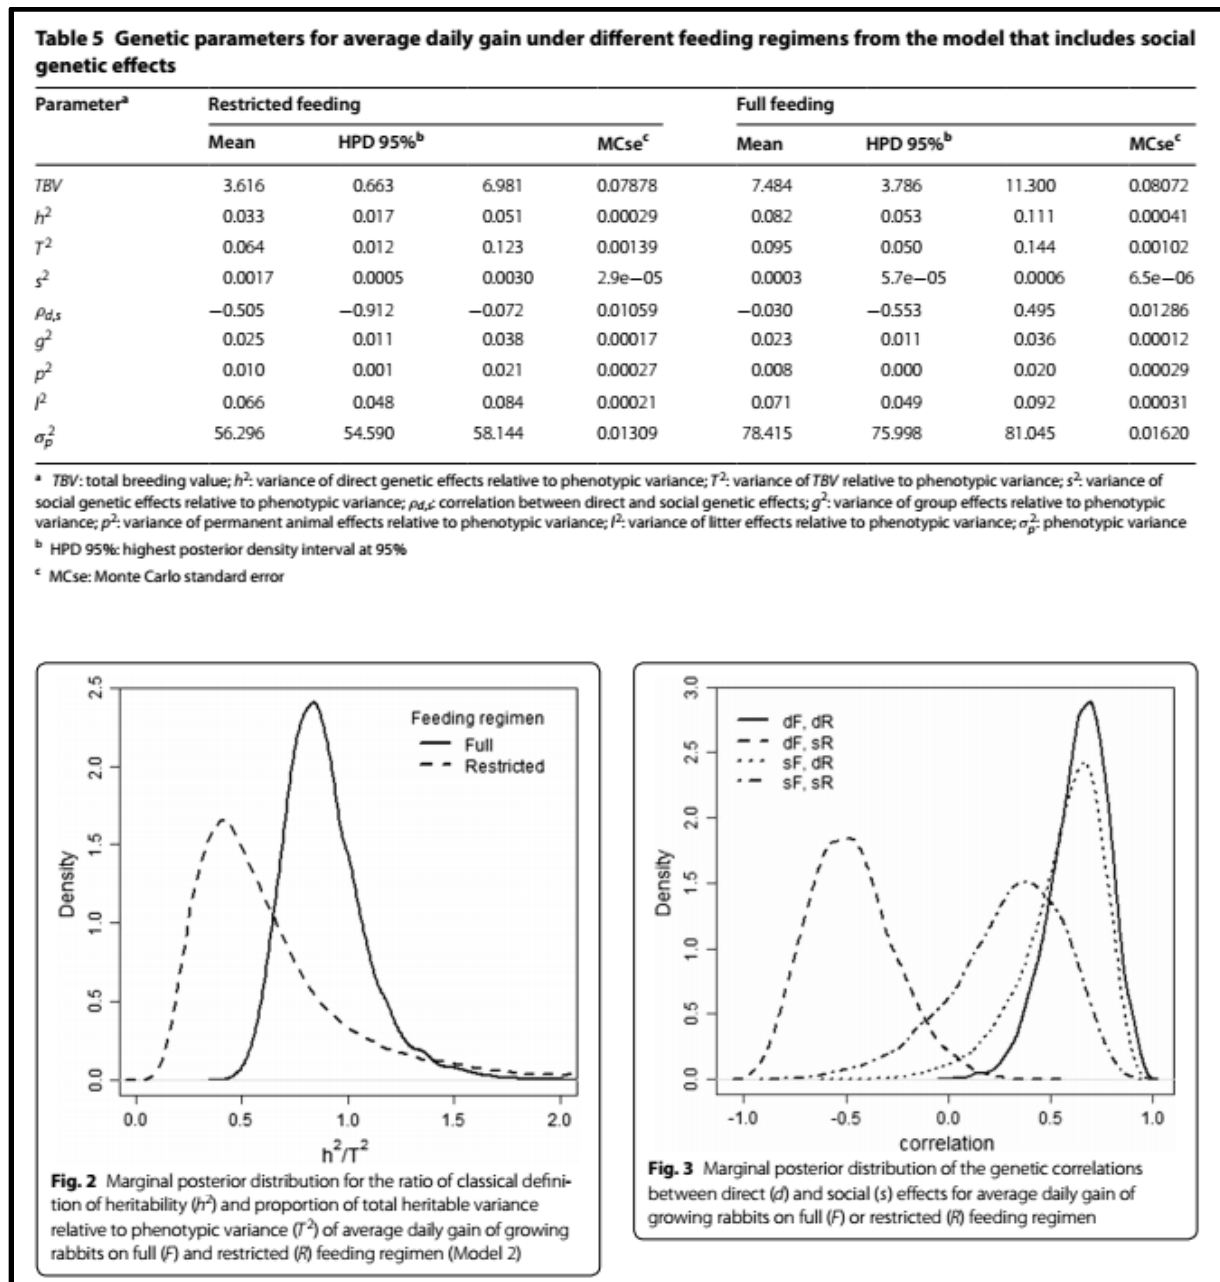 Table 5 Genetic parameters for average daily gain under different feeding regimens from the model that includes social
genetic effects
Parameterᵃ Restricted feeding Full feeding
Mean HPD 95%ᵇ MCseᶜ Mean HPD 95%ᵇ MCseᶜ
TBV 3.616 0.663 6.981 0.07878 7.484 3.786 11.300 0.08072
h² 0.033 0.017 0.051 0.00029 0.082 0.053 0.111 0.00041
T² 0.064 0.012 0.123 0.00139 0.095 0.050 0.144 0.00102
s² 0.0017 0.0005 0.0030 2.9e−05 0.0003 5.7e−05 0.0006 6.5e−06
ρd,s −0.505 −0.912 −0.072 0.01059 −0.030 −0.553 0.495 0.01286
g² 0.025 0.011 0.038 0.00017 0.023 0.011 0.036 0.00012
p² 0.010 0.001 0.021 0.00027 0.008 0.000 0.020 0.00029
l² 0.066 0.048 0.084 0.00021 0.071 0.049 0.092 0.00031
σ²p 56.296 54.590 58.144 0.01309 78.415 75.998 81.045 0.01620
ᵃ TBV: total breeding value; h²: variance of direct genetic effects relative to phenotypic variance; T²: variance of TBV relative to phenotypic variance; s²: variance of
social genetic effects relative to phenotypic variance; ρd,s: correlation between direct and social genetic effects; g²: variance of group effects relative to phenotypic
variance; p²: variance of permanent animal effects relative to phenotypic variance; l²: variance of litter effects relative to phenotypic variance; σ²p: phenotypic variance
ᵇ HPD 95%: highest posterior density interval at 95%
ᶜ MCse: Monte Carlo standard error
2.5
2.0
1.5
1.0
0.5
0.0
Density
Feeding regimen
Full
Restricted
0.0 0.5 1.0 1.5 2.0
h²/T²
Fig. 2 Marginal posterior distribution for the ratio of classical defini-
tion of heritability (h²) and proportion of total heritable variance
relative to phenotypic variance (T²) of average daily gain of growing
rabbits on full (F) and restricted (R) feeding regimen (Model 2)
3.0
2.5
2.0
1.5
1.0
0.5
0.0
Density
dF, dR
dF, sR
sF, dR
sF, sR
-1.0 -0.5 0.0 0.5 1.0
correlation
Fig. 3 Marginal posterior distribution of the genetic correlations
between direct (d) and social (s) effects for average daily gain of
growing rabbits on full (F) or restricted (R) feeding regimen